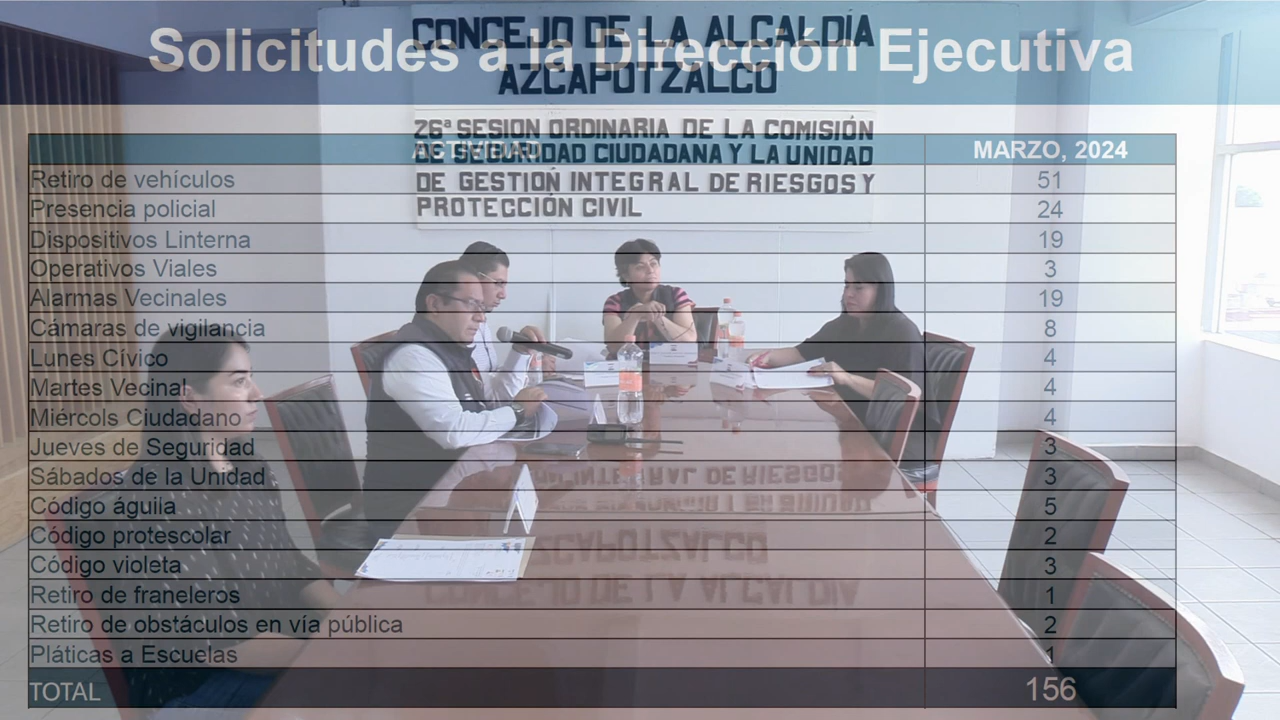 CONCEJO DE LA ALCALDÍA
Solicitudes a la Dirección Ejecutiva
AZCAPOTZALCO
26ª SESION ORDINARIA DE LA COMISIÓN
DE SEGURIDAD CIUDADANA Y LA UNIDAD
DE GESTIÓN INTEGRAL DE RIESGOS Y
PROTECCIÓN CIVIL
ACTIVIDAD MARZO, 2024
Retiro de vehículos 51
Presencia policial 24
Dispositivos Linterna 19
Operativos Viales 3
Alarmas Vecinales 19
Cámaras de vigilancia 8
Lunes Cívico 4
Martes Vecinal 4
Miércols Ciudadano 4
Jueves de Seguridad 3
Sábados de la Unidad 3
Código águila 5
Código protescolar 2
Código violeta 3
Retiro de franeleros 1
Retiro de obstáculos en vía pública 2
Pláticas a Escuelas 1
TOTAL 156